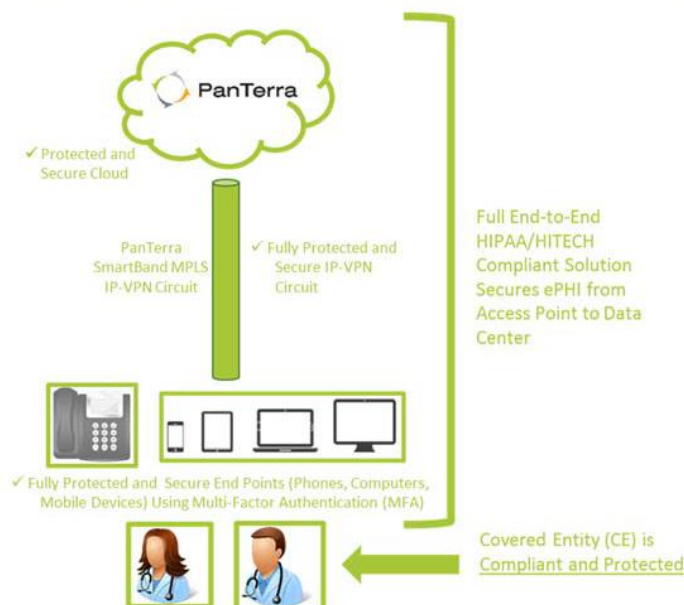 PanTerra
✓ Protected and
Secure Cloud
PanTerra
SmartBand MPLS
IP-VPN Circuit
✓ Fully Protected and
Secure IP-VPN
Circuit
Full End-to-End
HIPAA/HITECH
Compliant Solution
Secures ePHI from
Access Point to Data
Center
✓ Fully Protected and Secure End Points (Phones, Computers,
Mobile Devices) Using Multi-Factor Authentication (MFA)
Covered Entity (CE) is
Compliant and Protected